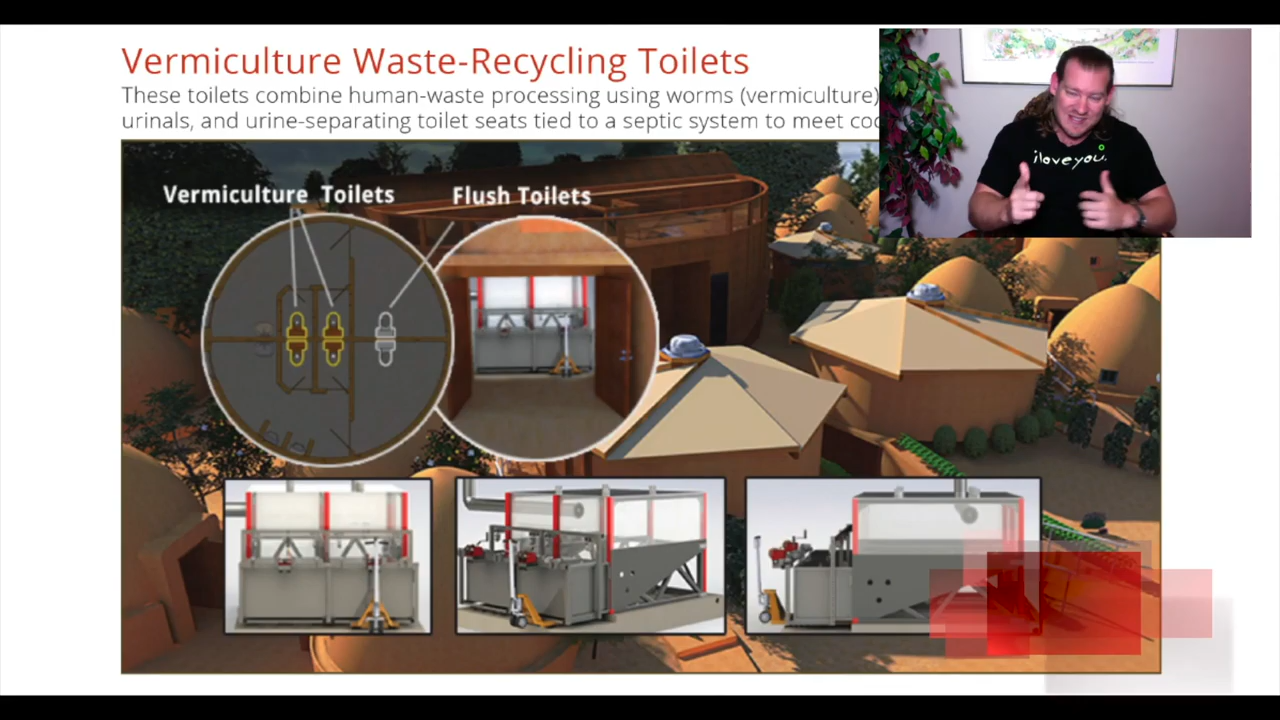 Vermiculture Waste-Recycling Toilets
These toilets combine human-waste processing using worms (vermiculture)
urinals, and urine-separating toilet seats tied to a septic system to meet
Vermiculture Toilets
Flush Toilets
iloveyou.